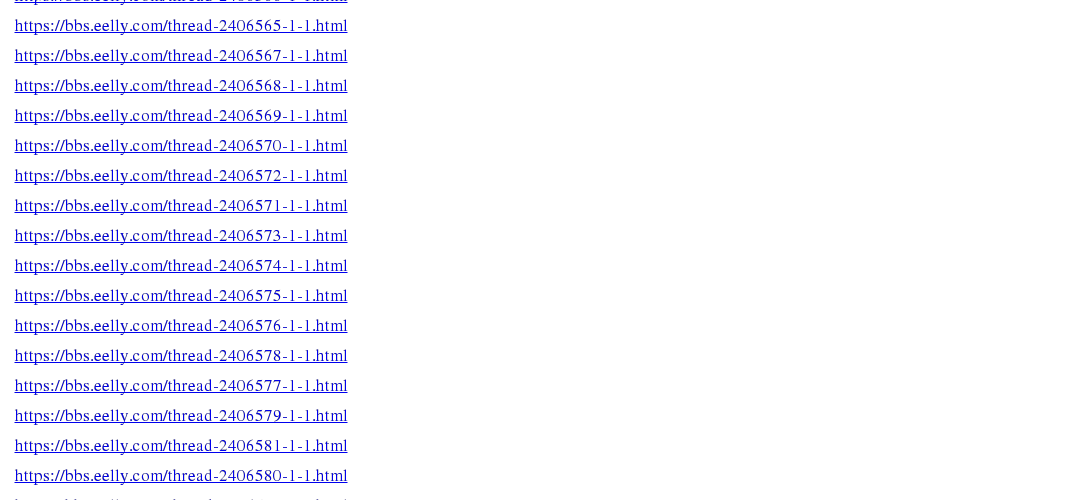 https://bbs.eelly.com/thread-2406565-1-1.html
https://bbs.eelly.com/thread-2406567-1-1.html
https://bbs.eelly.com/thread-2406568-1-1.html
https://bbs.eelly.com/thread-2406569-1-1.html
https://bbs.eelly.com/thread-2406570-1-1.html
https://bbs.eelly.com/thread-2406572-1-1.html
https://bbs.eelly.com/thread-2406571-1-1.html
https://bbs.eelly.com/thread-2406573-1-1.html
https://bbs.eelly.com/thread-2406574-1-1.html
https://bbs.eelly.com/thread-2406575-1-1.html
https://bbs.eelly.com/thread-2406576-1-1.html
https://bbs.eelly.com/thread-2406578-1-1.html
https://bbs.eelly.com/thread-2406577-1-1.html
https://bbs.eelly.com/thread-2406579-1-1.html
https://bbs.eelly.com/thread-2406581-1-1.html
https://bbs.eelly.com/thread-2406580-1-1.html